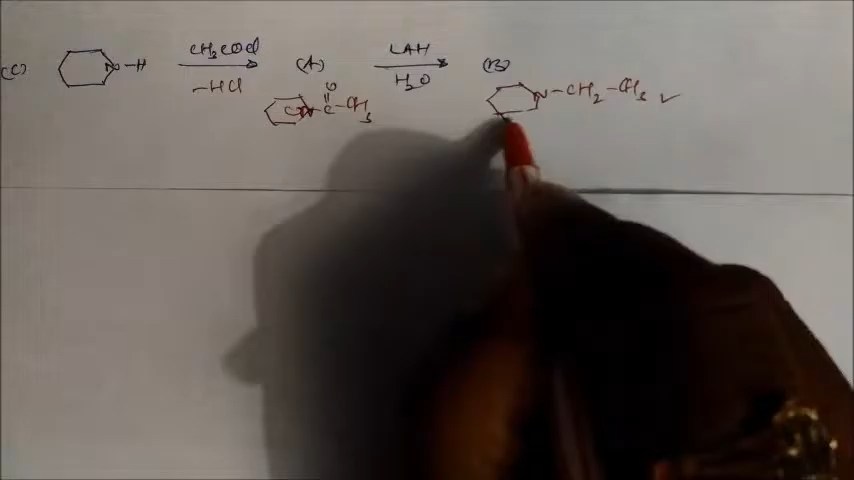 (C) N-H CH3COCl (A) LAH (B)
-HCl H2O
N-C-CH3 N-CH2-CH3 ✓
O